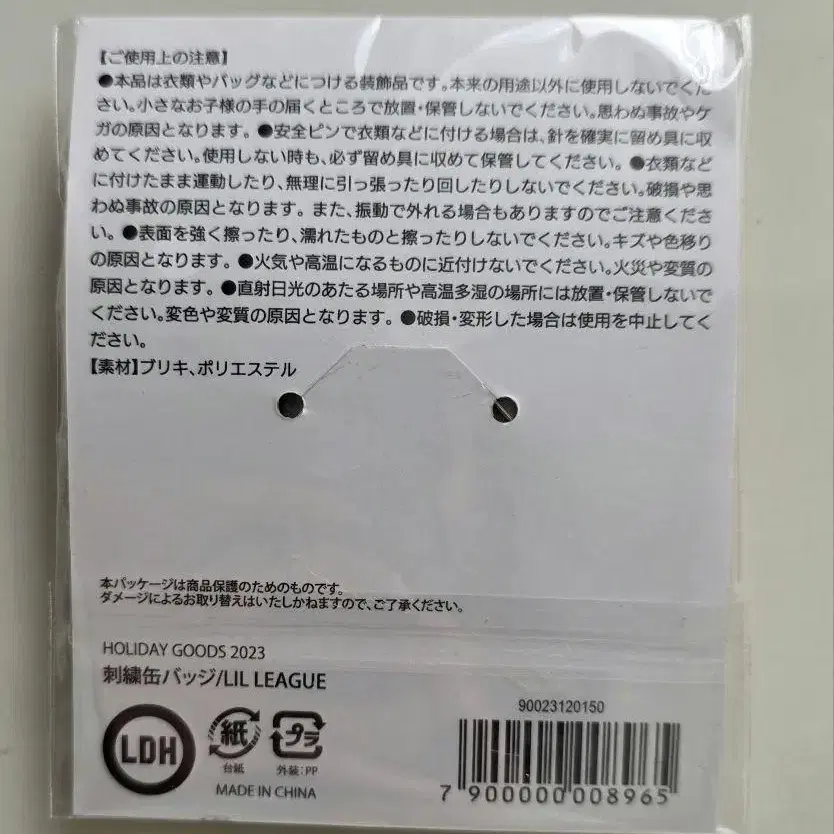 【ご使用上の注意】
●本品は衣類やバッグなどにつける装飾品です。本来の用途以外に使用しないでくだ
さい。小さなお子様の手の届くところで放置・保管しないでください。思わぬ事故やケ
ガの原因となります。●安全ピンで衣類などに付ける場合は、針を確実に留め具に収
めてください。使用しない時も、必ず留め具に収めて保管してください。●衣類など
に付けたまま運動したり、無理に引っ張ったり回したりしないでください。破損や思
わぬ事故の原因となります。また、振動で外れる場合もありますのでご注意くださ
い。●表面を強く擦ったり、濡れたものと擦ったりしないでください。キズや色移り
の原因となります。●火気や高温になるものに近付けないでください。火災や変質の
原因となります。●直射日光のあたる場所や高温多湿の場所には放置・保管しないで
ください。変色や変質の原因となります。●破損・変形した場合は使用を中止してく
ださい。
【素材】ブリキ、ポリエステル
本パッケージは商品保護のためのものです。
ダメージによるお取り替えはいたしかねますので、ご了承ください。
HOLIDAY GOODS 2023
刺繍缶バッジ/LIL LEAGUE
90023120150
LDH
紙
プラ
台紙
外装:PP
MADE IN CHINA
7 900000 008965